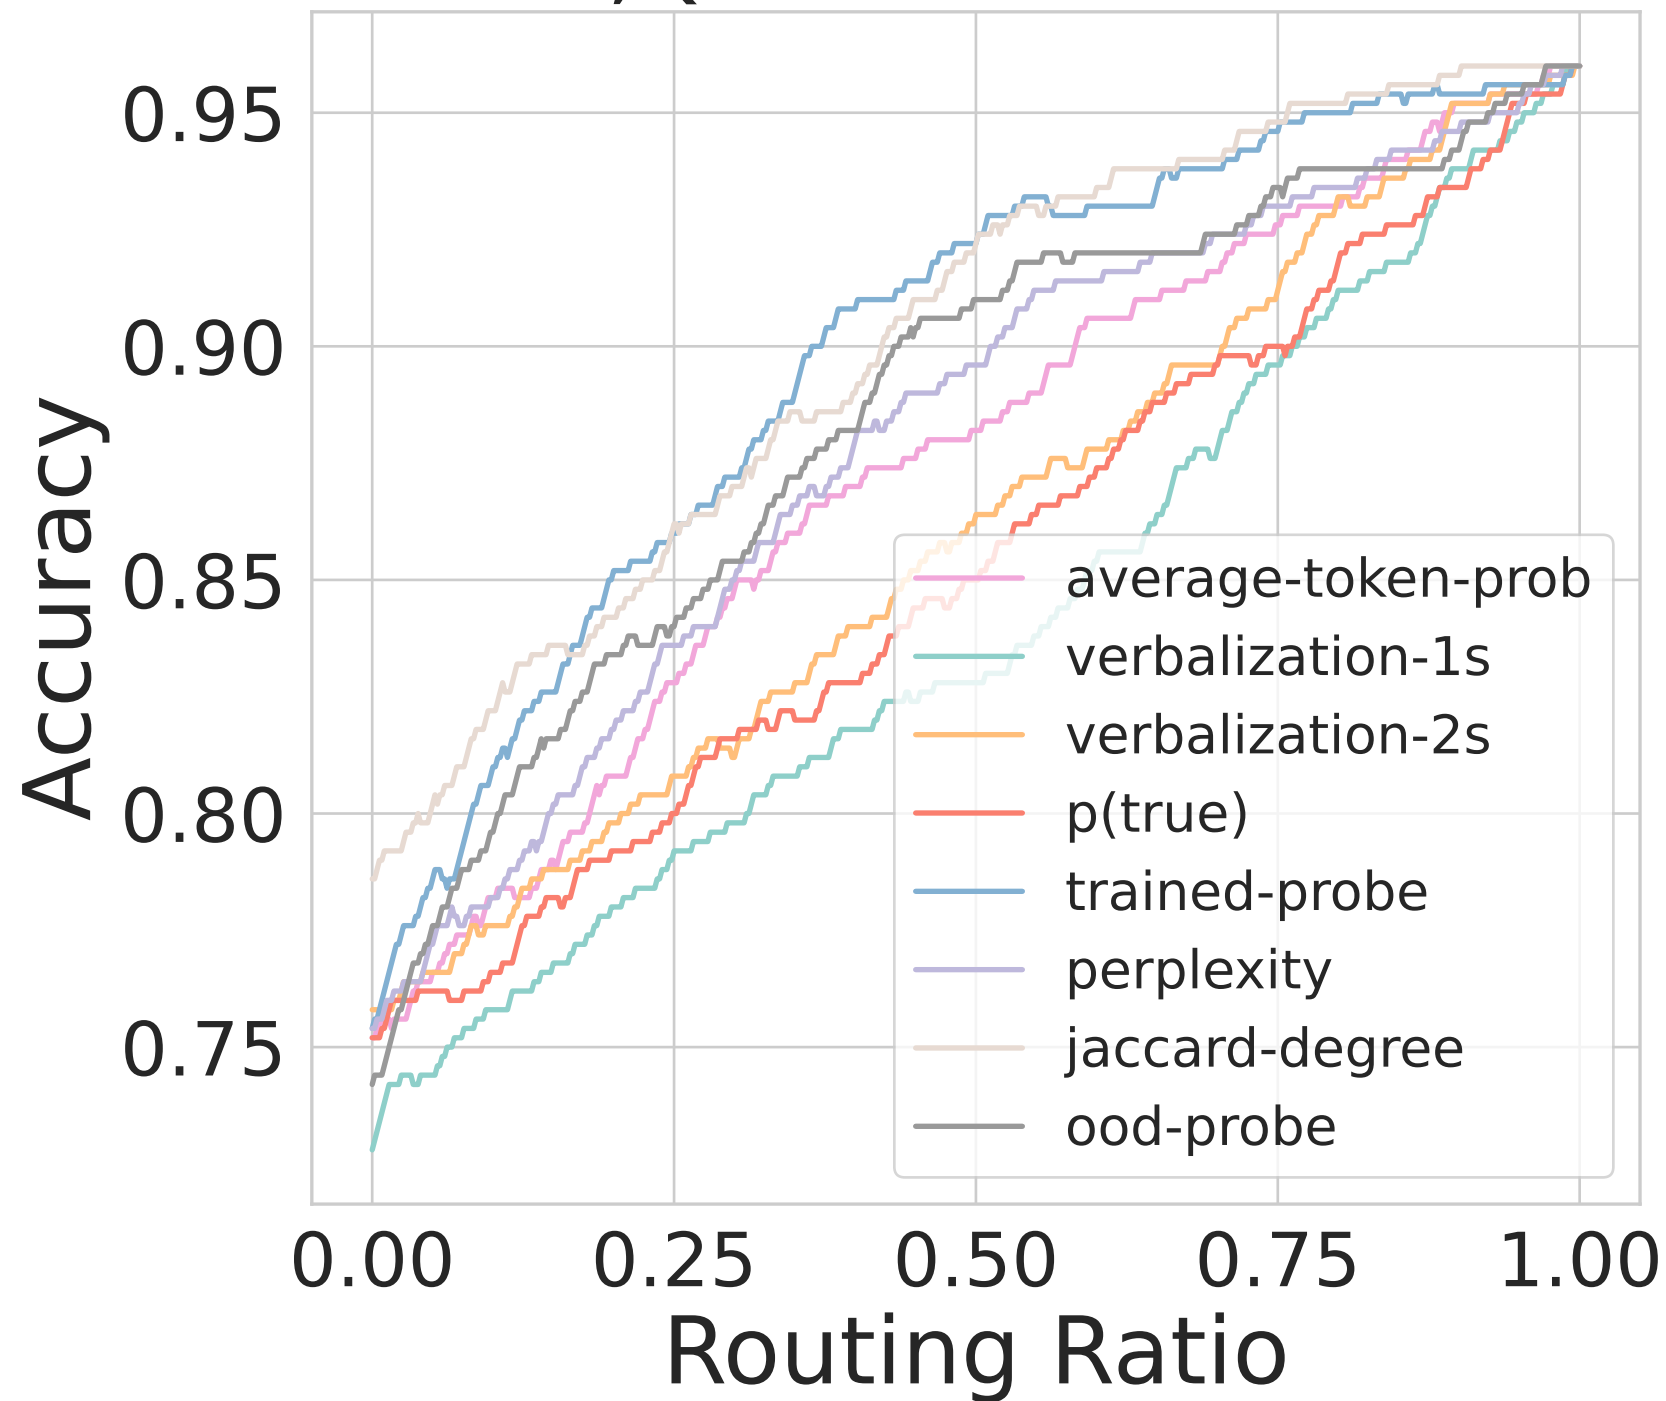 0.95
0.90
0.85
0.80
0.75
Accuracy
average-token-prob
verbalization-1s
verbalization-2s
p(true)
trained-probe
perplexity
jaccard-degree
ood-probe
0.00 0.25 0.50 0.75 1.00
Routing Ratio